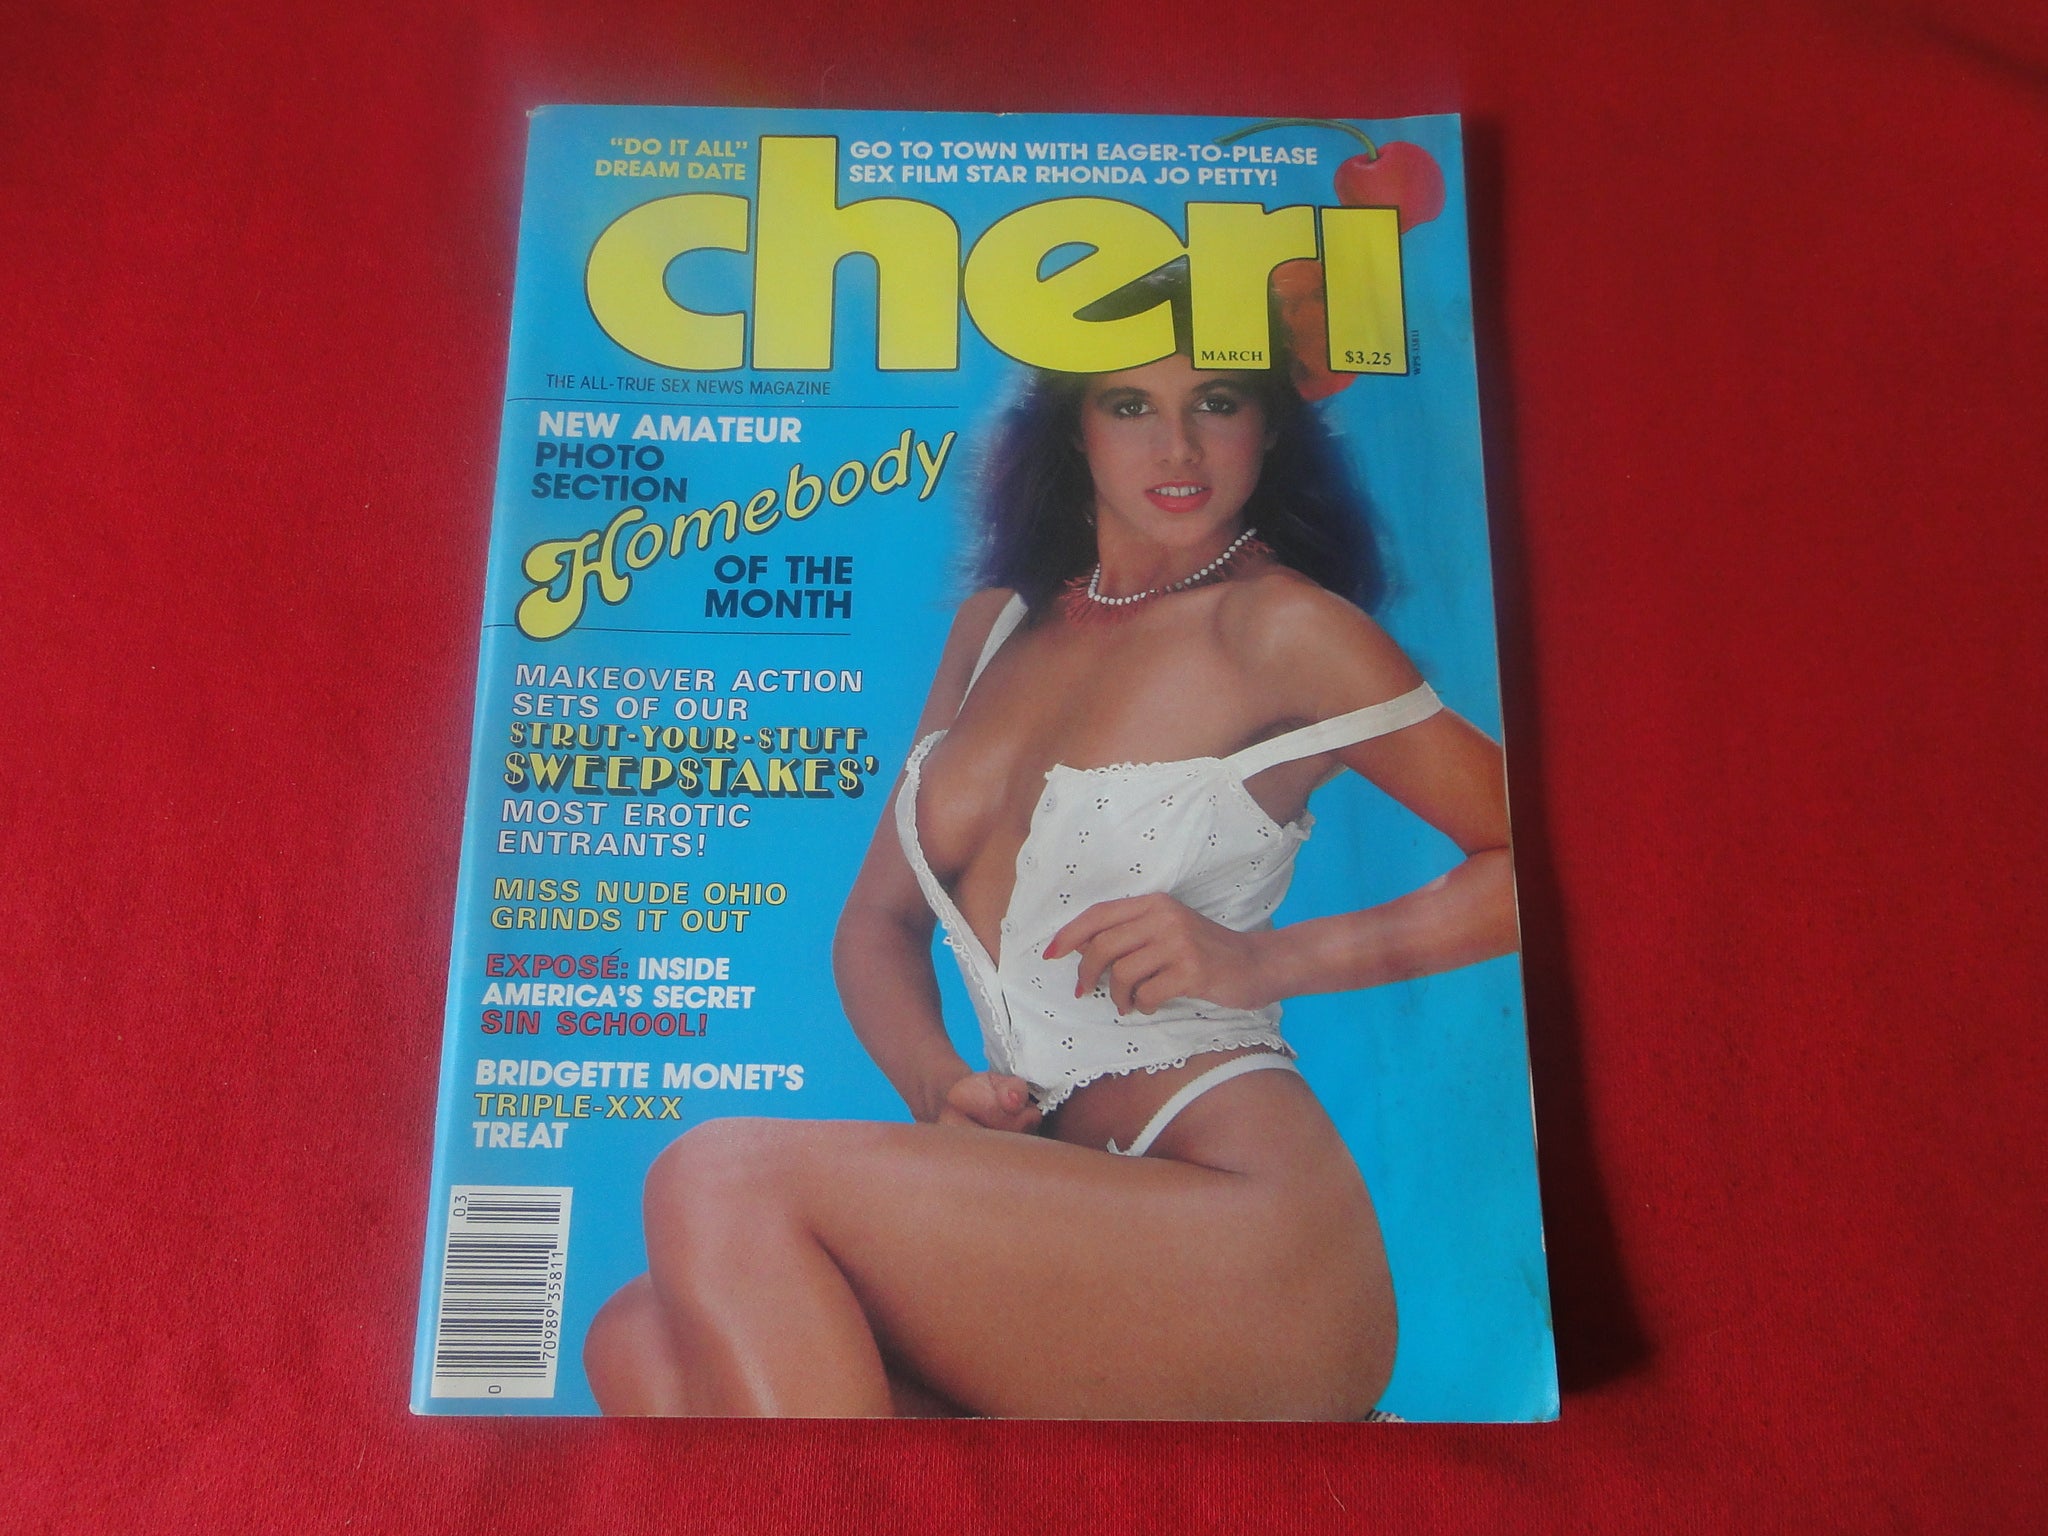 "DO IT ALL"
DREAM DATE
GO TO TOWN WITH EAGER-TO-PLEASE
SEX FILM STAR RHONDA JO PETTY!
cheri
MARCH
$3.25
WPS-35811
THE ALL-TRUE SEX NEWS MAGAZINE
NEW AMATEUR
PHOTO
SECTION
Homebody
OF THE
MONTH
MAKEOVER ACTION
SETS OF OUR
$TRUT-YOUR-$TUFF
$WEEP$TAKE$'
MOST EROTIC
ENTRANTS!
MISS NUDE OHIO
GRINDS IT OUT
EXPOSÉ: INSIDE
AMERICA'S SECRET
SIN SCHOOL!
BRIDGETTE MONET'S
TRIPLE-XXX
TREAT
03
0 70989 35811